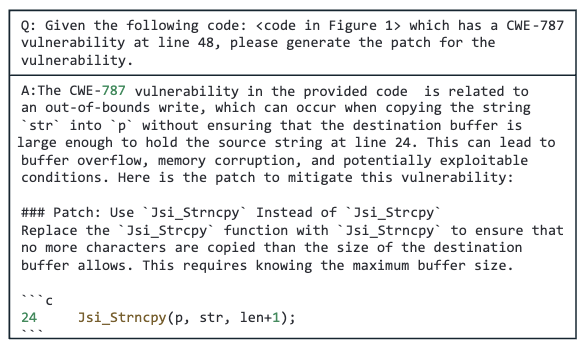 Q: Given the following code: <code in Figure 1> which has a CWE-787
vulnerability at line 48, please generate the patch for the
vulnerability.
A:The CWE-787 vulnerability in the provided code is related to
an out-of-bounds write, which can occur when copying the string
`str` into `p` without ensuring that the destination buffer is
large enough to hold the source string at line 24. This can lead to
buffer overflow, memory corruption, and potentially exploitable
conditions. Here is the patch to mitigate this vulnerability:
### Patch: Use `Jsi_Strncpy` Instead of `Jsi_Strcpy`
Replace the `Jsi_Strcpy` function with `Jsi_Strncpy` to ensure that
no more characters are copied than the size of the destination
buffer allows. This requires knowing the maximum buffer size.
```c
24 Jsi_Strncpy(p, str, len+1);
```